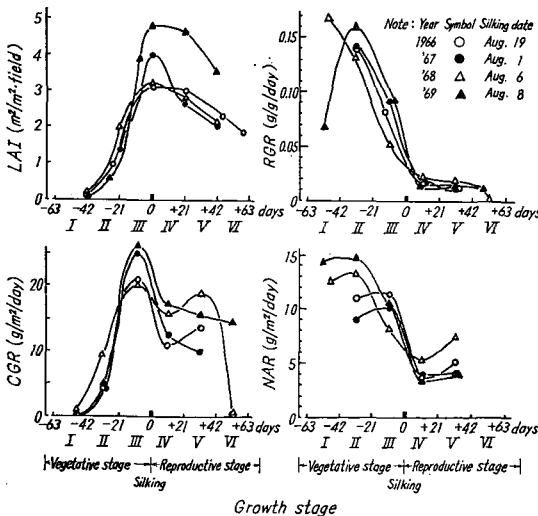 Note : Year Symbol Silking date
1966 ○ Aug. 19
'67 ● Aug. 1
'68 △ Aug. 6
'69 ▲ Aug. 8
LAI (m²/m²·field)
5
4
3
2
1
0
-63 -42 -21 0 +21 +42 +63 days
I II III IV V VI
RGR (g/g/day)
0.15
0.10
0.05
0
-63 -42 -21 0 +21 +42 +63 days
I II III IV V VI
CGR (g/m²/day)
20
10
0
-63 -42 -21 0 +21 +42 +63 days
I II III IV V VI
Vegetative stage Reproductive stage
Silking
NAR (g/m²/day)
15
10
5
0
-63 -42 -21 0 +21 +42 +63 days
I II III IV V VI
Vegetative stage Reproductive stage
Silking
Growth stage